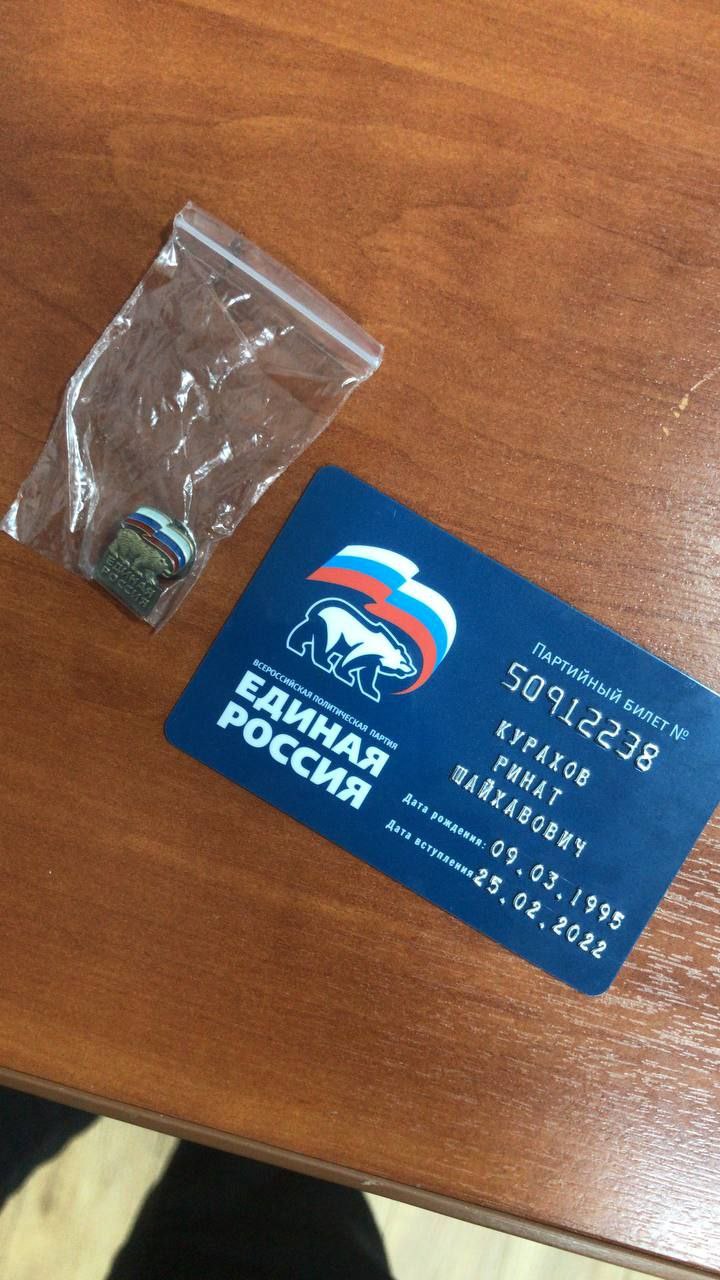 ЕДИНАЯ
РОССИЯ
ВСЕРОССИЙСКАЯ ПОЛИТИЧЕСКАЯ ПАРТИЯ
ЕДИНАЯ
РОССИЯ
ПАРТИЙНЫЙ БИЛЕТ №
50912238
КУРАХОВ
РИНАТ
ШАЙХАВОВИЧ
Дата рождения: 09.03.1995
Дата вступления: 25.02.2022